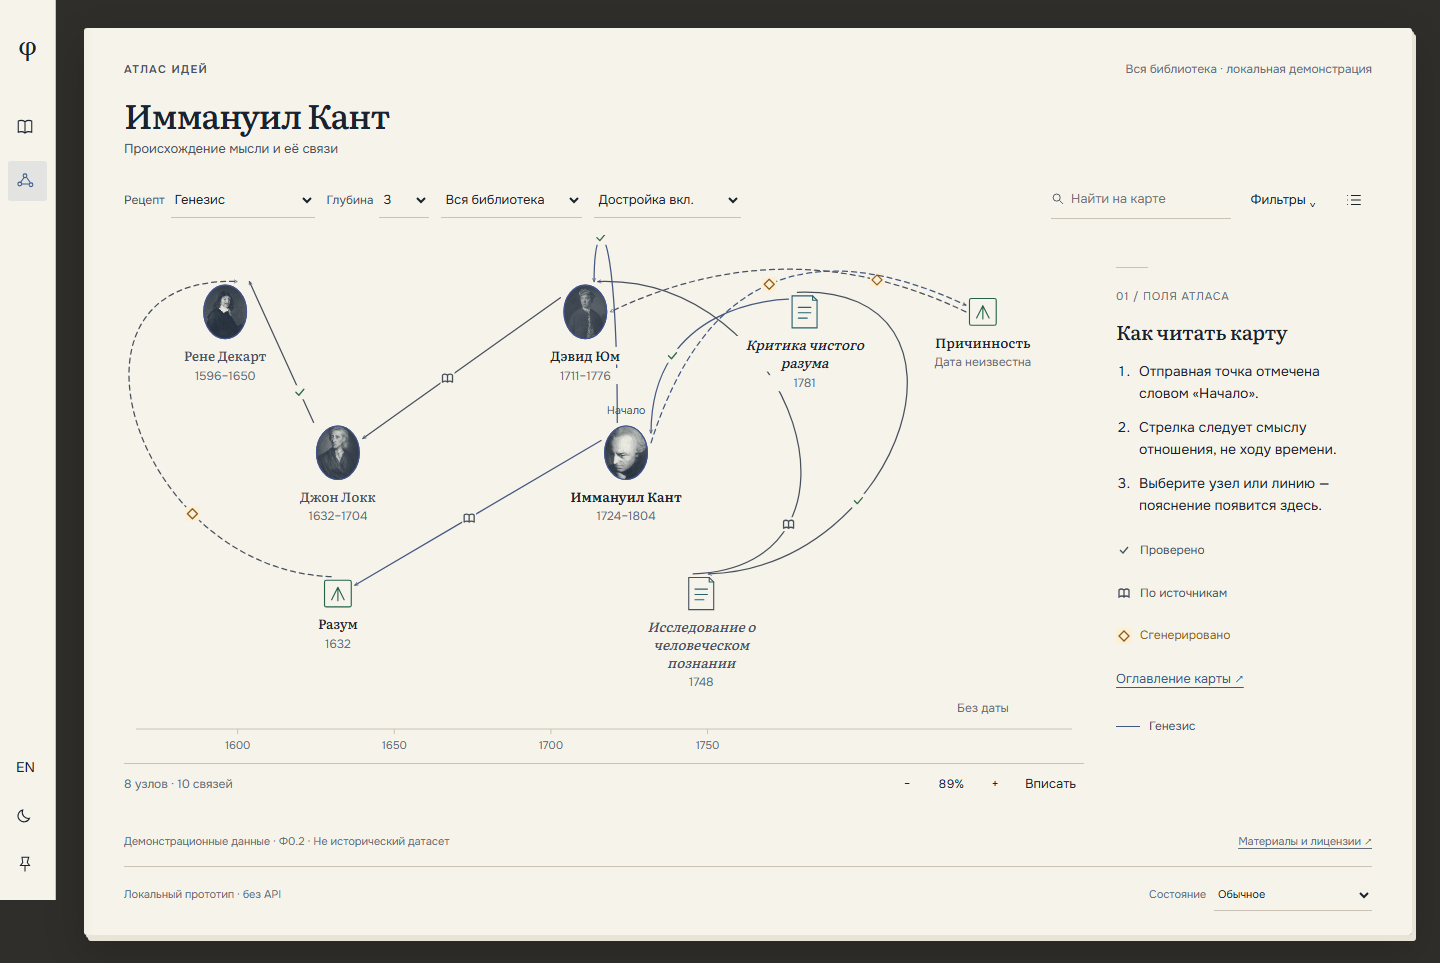 φ
АТЛАС ИДЕЙ
Вся библиотека · локальная демонстрация
Иммануил Кант
Происхождение мысли и её связи
Рецепт Генезис Глубина 3 Вся библиотека Достройка вкл.
Найти на карте Фильтры
Рене Декарт
1596–1650
Дэвид Юм
1711–1776
Критика чистого
разума
1781
Причинность
Дата неизвестна
Начало
Джон Локк
1632–1704
Иммануил Кант
1724–1804
Разум
1632
Исследование о
человеческом
познании
1748
Без даты
1600 1650 1700 1750
8 узлов · 10 связей
− 89% + Вписать
01 / ПОЛЯ АТЛАСА
Как читать карту
1. Отправная точка отмечена
словом «Начало».
2. Стрелка следует смыслу
отношения, не ходу времени.
3. Выберите узел или линию —
пояснение появится здесь.
Проверено
По источникам
Сгенерировано
Оглавление карты ↗
Генезис
EN
Демонстрационные данные · Ф0.2 · Не исторический датасет
Материалы и лицензии ↗
Локальный прототип · без API
Состояние Обычное